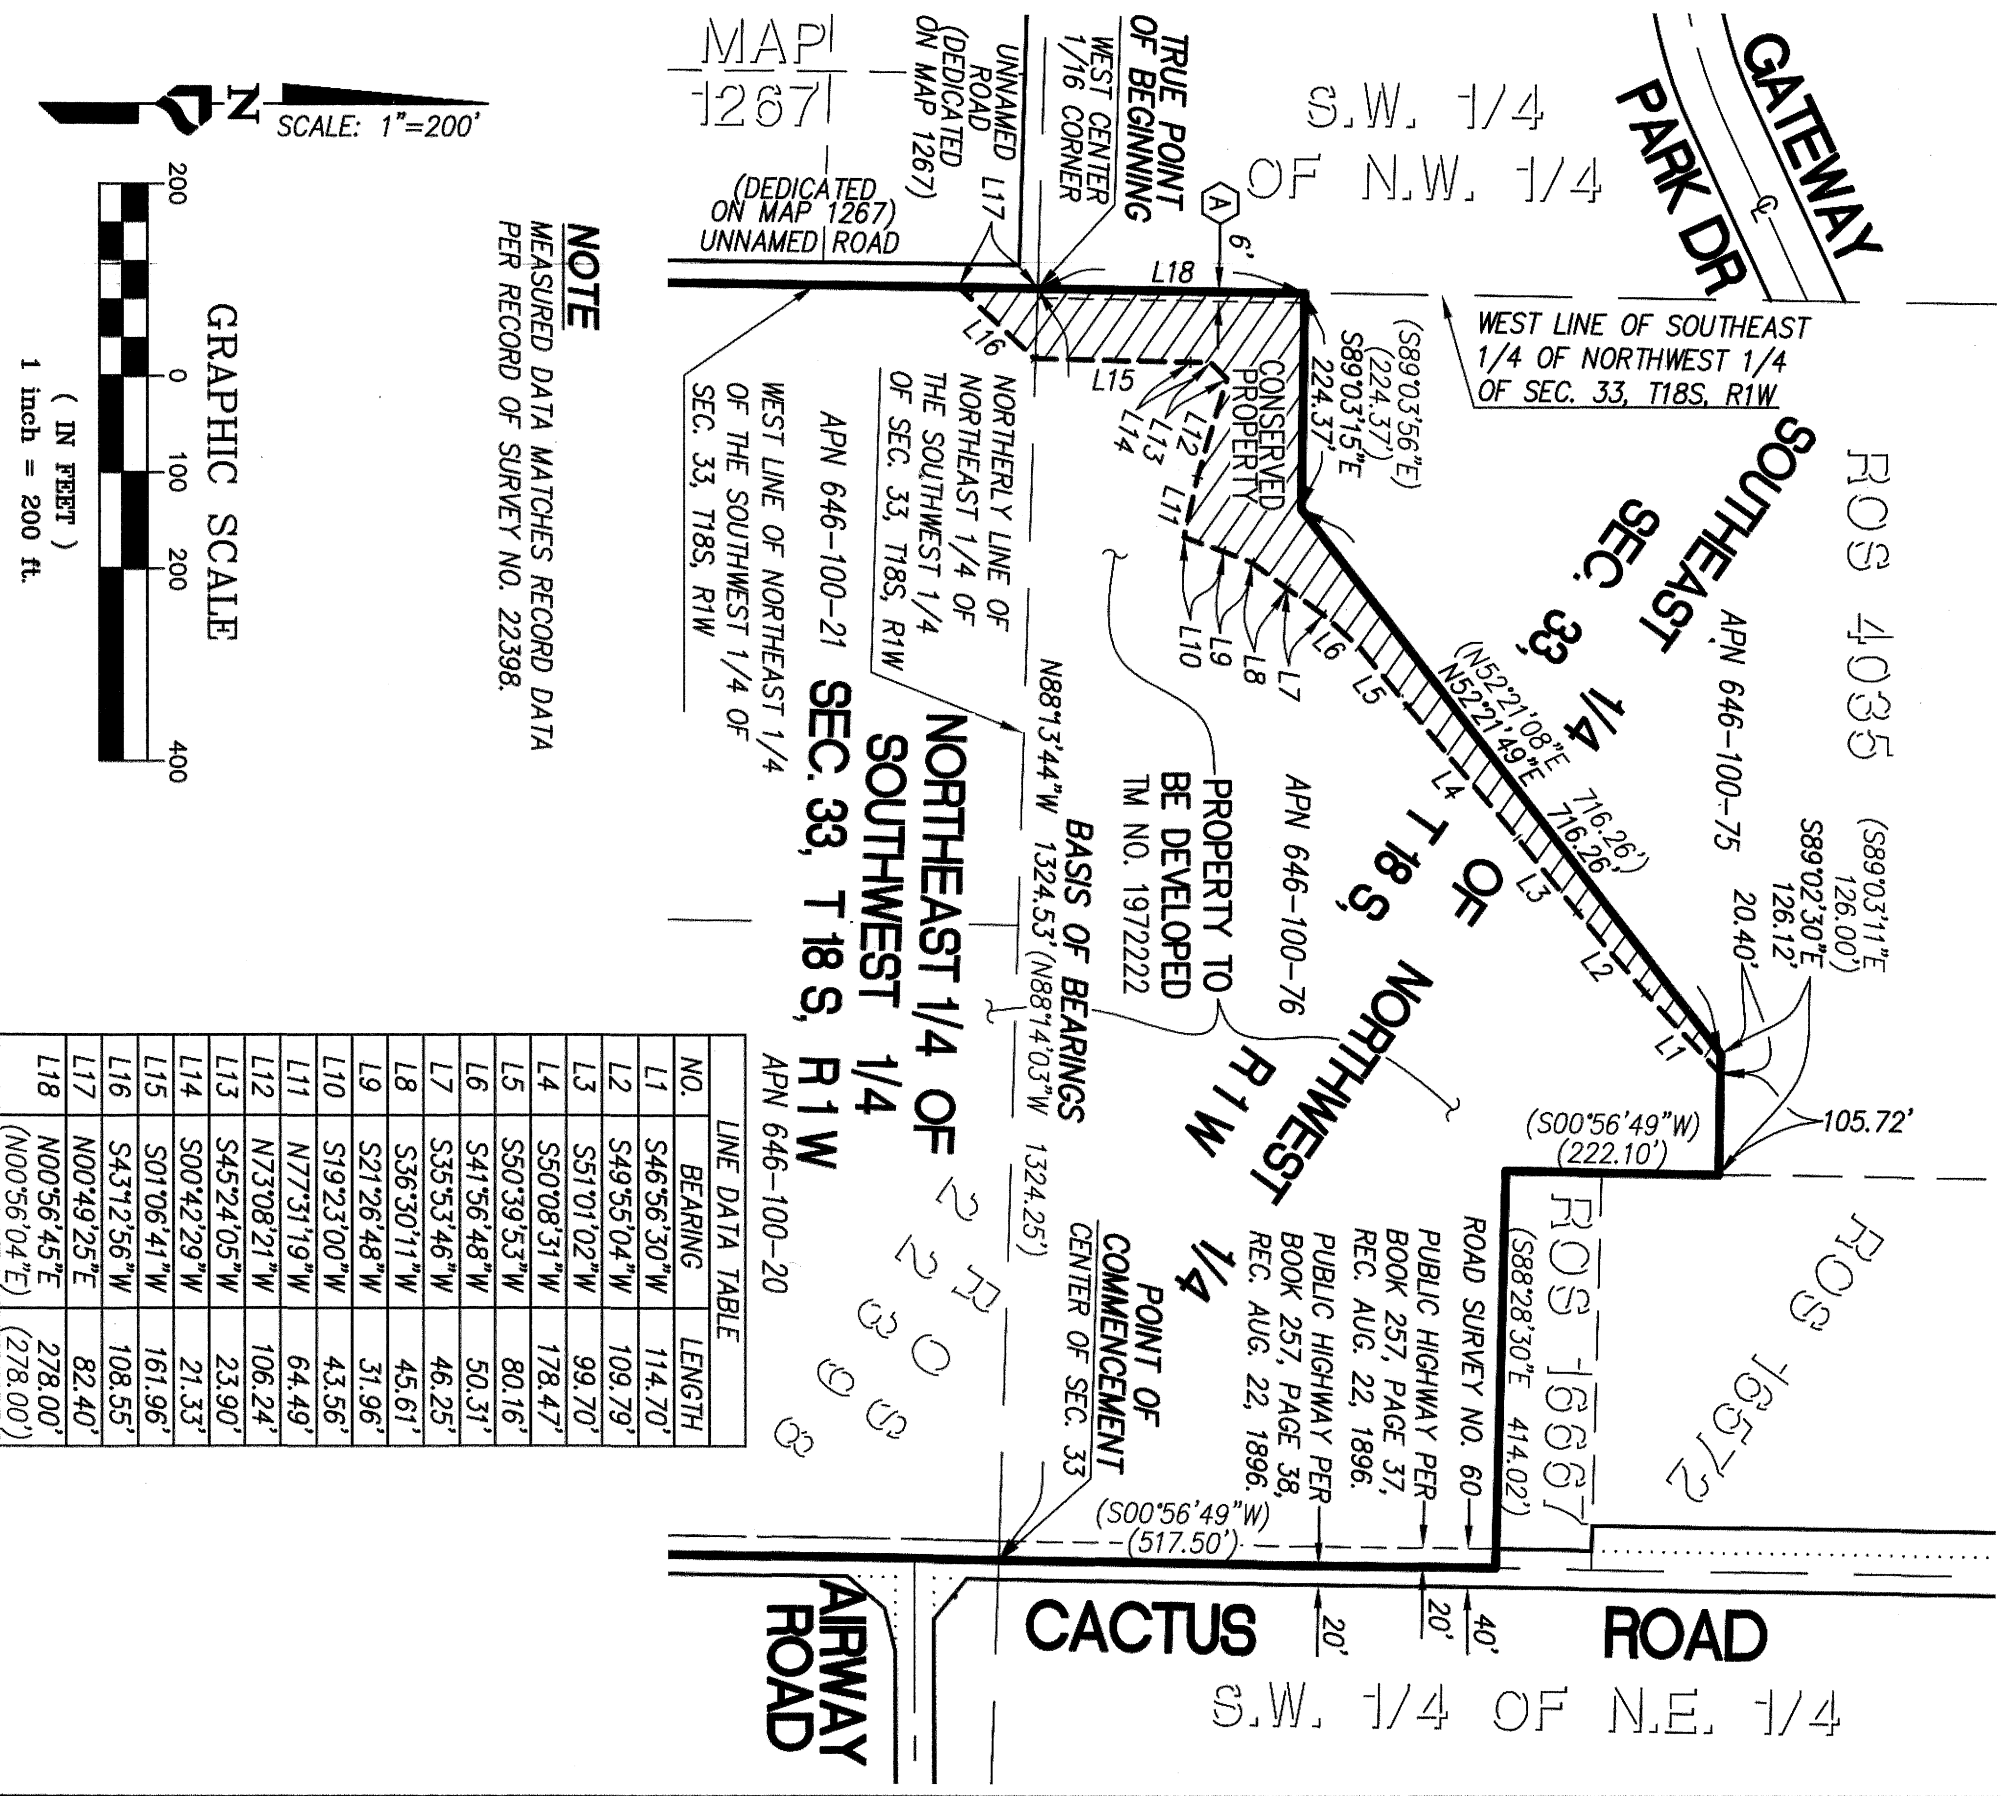 GATEWAY
PARK DR
℄
S.W. 1/4
OF N.W. 1/4
MAP
1267
TRUE POINT
OF BEGINNING
WEST CENTER
1/16 CORNER
UNNAMED
ROAD
(DEDICATED
ON MAP 1267)
L17
(DEDICATED
ON MAP 1267)
UNNAMED ROAD
A
6'
L18
WEST LINE OF SOUTHEAST
1/4 OF NORTHWEST 1/4
OF SEC. 33, T18S, R1W
(S89°03'56"E)
(224.37')
S89°03'15"E
224.37'
CONSERVED
PROPERTY
L16
L15
L14
L13
L12
L11
L10
L9
L8
L7
L6
L5
L4
L3
L2
L1
N
SCALE: 1"=200'
200
0
100
200
400
GRAPHIC SCALE
( IN FEET )
1 inch = 200 ft.
NOTE
MEASURED DATA MATCHES RECORD DATA
PER RECORD OF SURVEY NO. 22398.
NORTHERLY LINE OF
NORTHEAST 1/4 OF
THE SOUTHWEST 1/4
OF SEC. 33, T18S, R1W
APN 646-100-21
WEST LINE OF NORTHEAST 1/4
OF THE SOUTHWEST 1/4 OF
SEC. 33, T18S, R1W
ROS 4035
SOUTHEAST 1/4 OF NORTHWEST 1/4
SEC. 33, T 18 S, R 1 W
APN 646-100-75
(N52°21'08"E 716.26')
N52°21'49"E 716.26'
(S89°03'11"E
126.00')
S89°02'30"E
126.12'
20.40'
105.72'
APN 646-100-76
PROPERTY TO
BE DEVELOPED
TM NO. 1972222
BASIS OF BEARINGS
N88°13'44"W 1324.53' (N88°14'03"W 1324.25')
NORTHEAST 1/4 OF
SOUTHWEST 1/4
SEC. 33, T 18 S, R 1 W
APN 646-100-20
ROS
22398
(S00°56'49"W)
(222.10')
ROS 16572
ROS 16667
(S88°28'30"E 414.02')
ROAD SURVEY NO. 60
PUBLIC HIGHWAY PER
BOOK 257, PAGE 37,
REC. AUG. 22, 1896.
PUBLIC HIGHWAY PER
BOOK 257, PAGE 38,
REC. AUG. 22, 1896.
POINT OF
COMMENCEMENT
CENTER OF SEC. 33
(S00°56'49"W)
(517.50')
40'
20'
20'
CACTUS ROAD
AIRWAY
ROAD
S.W. 1/4 OF N.E. 1/4
LINE DATA TABLE
NO. BEARING LENGTH
L1 S46°56'30"W 114.70'
L2 S49°55'04"W 109.79'
L3 S51°01'02"W 99.70'
L4 S50°08'31"W 178.47'
L5 S50°39'53"W 80.16'
L6 S41°56'48"W 50.31'
L7 S35°53'46"W 46.25'
L8 S36°30'11"W 45.61'
L9 S21°26'48"W 31.96'
L10 S19°23'00"W 43.56'
L11 N77°31'19"W 64.49'
L12 N73°08'21"W 106.24'
L13 S45°24'05"W 23.90'
L14 S00°42'29"W 21.33'
L15 S01°06'41"W 161.96'
L16 S43°12'56"W 108.55'
L17 N00°49'25"E 82.40'
L18 N00°56'45"E 278.00'
(N00°56'04"E) (278.00')